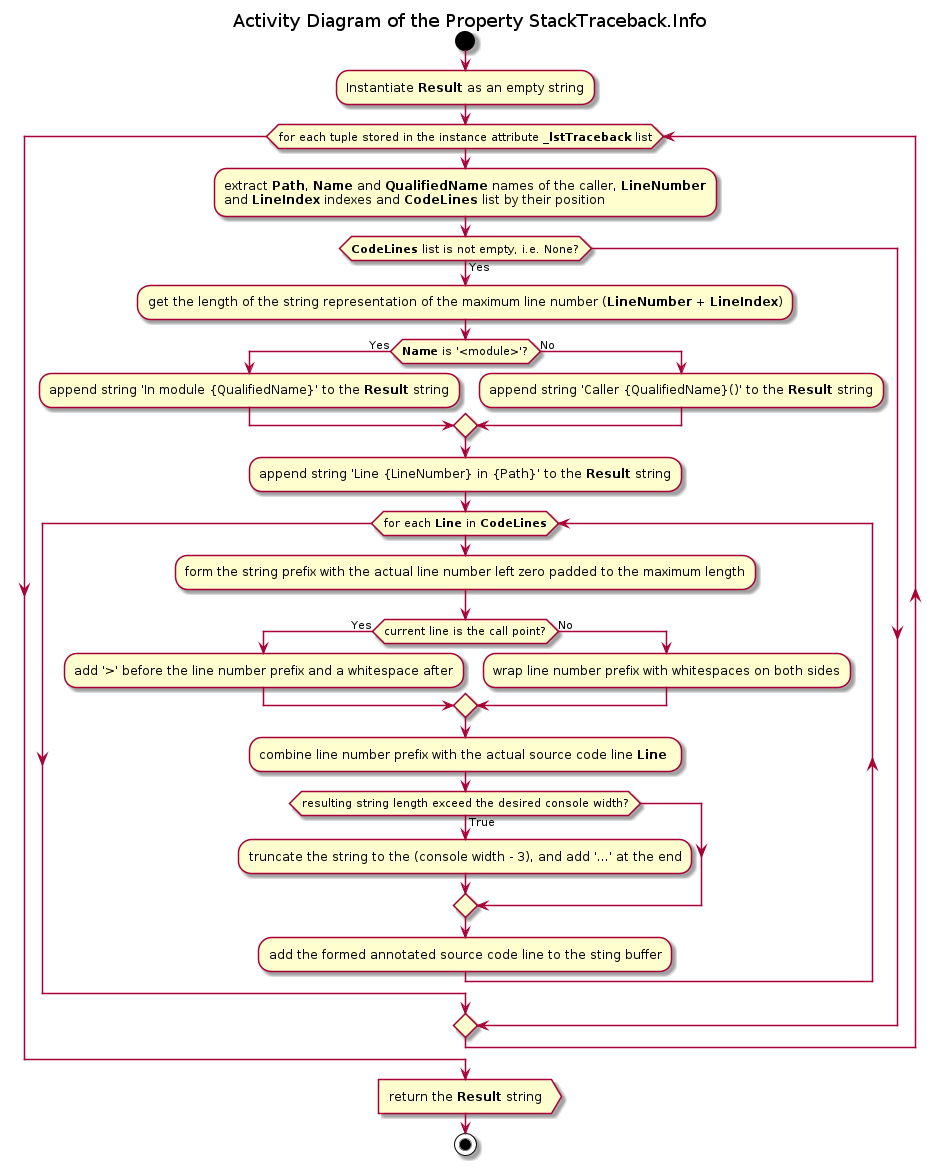 Activity Diagram of the Property StackTraceback.Info
Instantiate Result as an empty string
for each tuple stored in the instance attribute _lstTraceback list
extract Path, Name and QualifiedName names of the caller, LineNumber
and LineIndex indexes and CodeLines list by their position
CodeLines list is not empty, i.e. None?
Yes
get the length of the string representation of the maximum line number (LineNumber + LineIndex)
Yes
Name is '<module>'?
No
append string 'In module {QualifiedName}' to the Result string
append string 'Caller {QualifiedName}()' to the Result string
append string 'Line {LineNumber} in {Path}' to the Result string
for each Line in CodeLines
form the string prefix with the actual line number left zero padded to the maximum length
Yes
current line is the call point?
No
add '>' before the line number prefix and a whitespace after
wrap line number prefix with whitespaces on both sides
combine line number prefix with the actual source code line Line
resulting string length exceed the desired console width?
True
truncate the string to the (console width - 3), and add '...' at the end
add the formed annotated source code line to the sting buffer
return the Result string